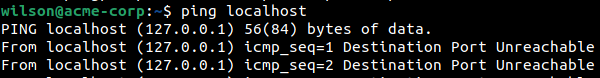 wilson@acme-corp:~$ ping localhost
PING localhost (127.0.0.1) 56(84) bytes of data.
From localhost (127.0.0.1) icmp_seq=1 Destination Port Unreachable
From localhost (127.0.0.1) icmp_seq=2 Destination Port Unreachable